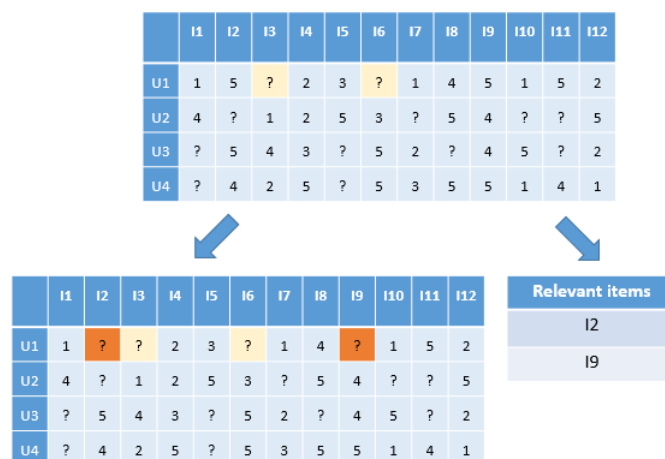 I1 I2 I3 I4 I5 I6 I7 I8 I9 I10 I11 I12
U1 1 5 ? 2 3 ? 1 4 5 1 5 2
U2 4 ? 1 2 5 3 ? 5 4 ? ? 5
U3 ? 5 4 3 ? 5 2 ? 4 5 ? 2
U4 ? 4 2 5 ? 5 3 5 5 1 4 1
I1 I2 I3 I4 I5 I6 I7 I8 I9 I10 I11 I12
U1 1 ? ? 2 3 ? 1 4 ? 1 5 2
U2 4 ? 1 2 5 3 ? 5 4 ? ? 5
U3 ? 5 4 3 ? 5 2 ? 4 5 ? 2
U4 ? 4 2 5 ? 5 3 5 5 1 4 1
Relevant items
I2
I9